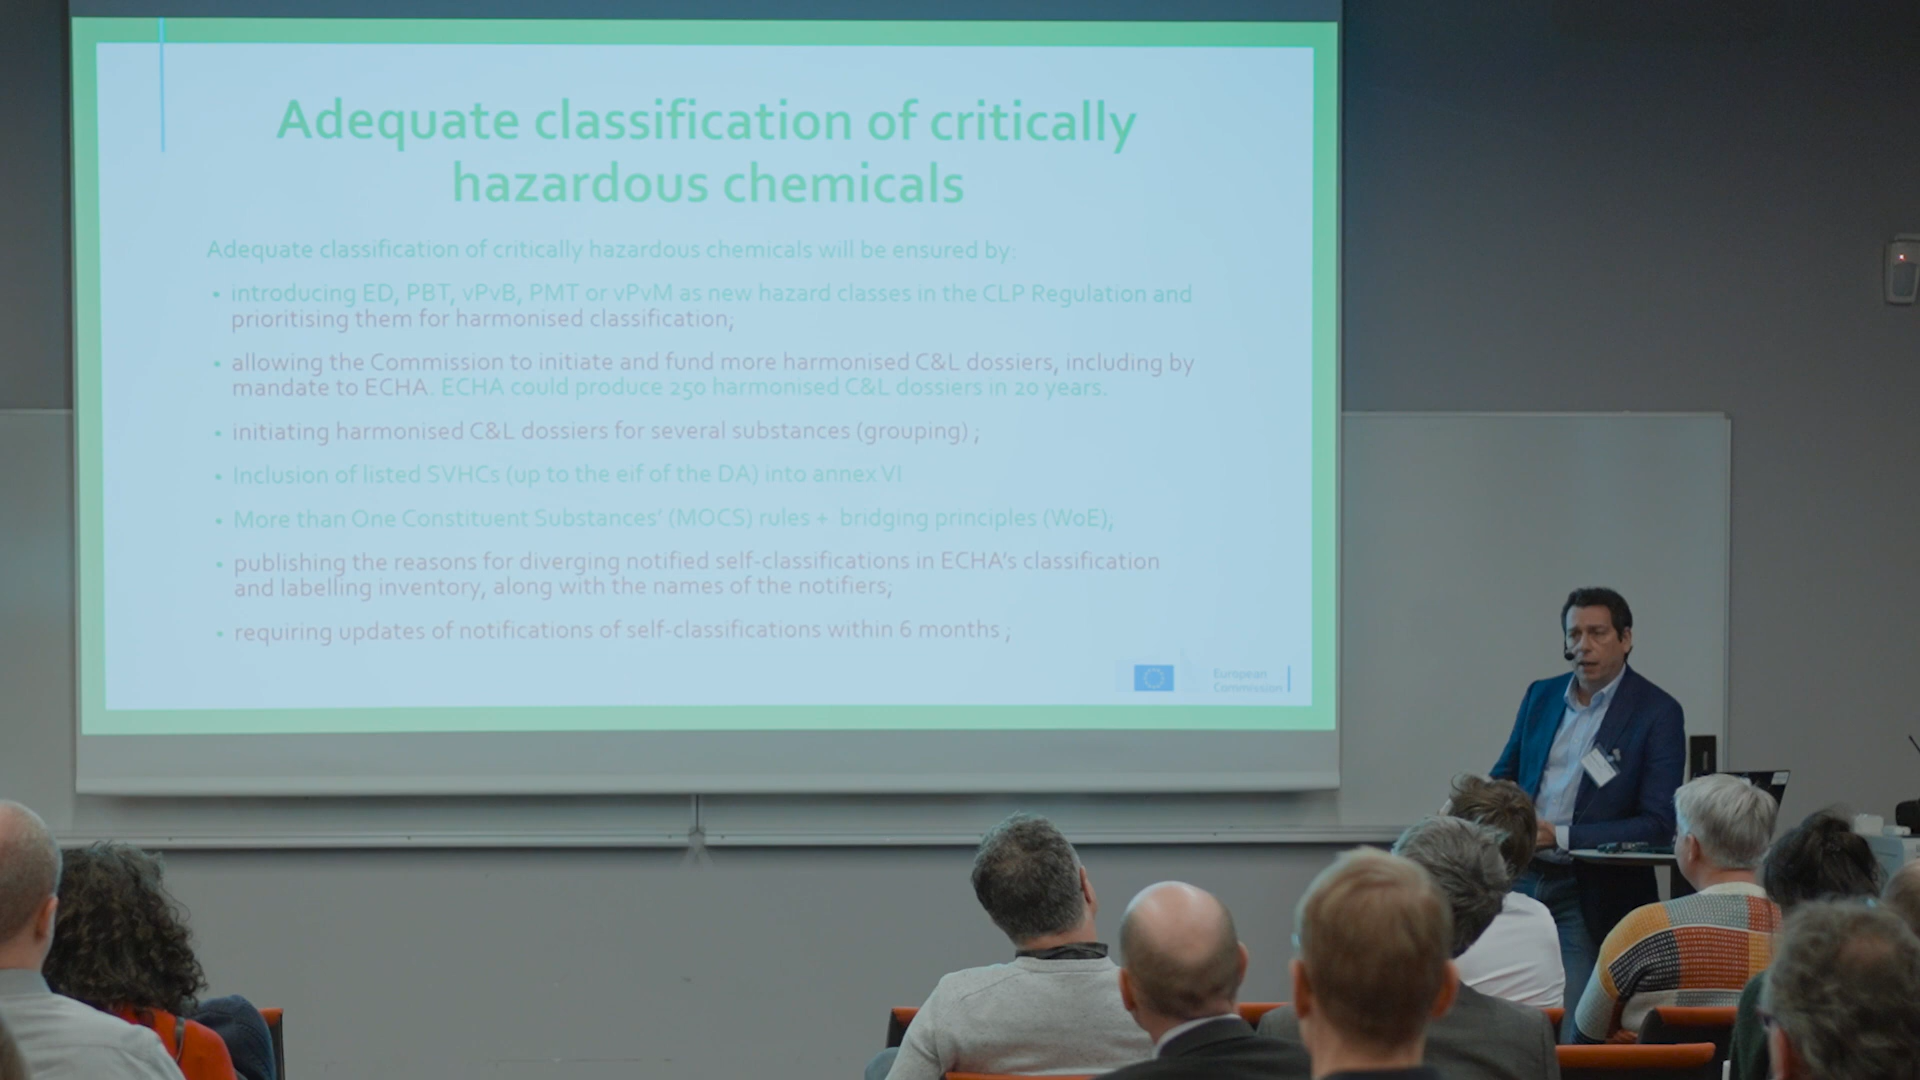 Adequate classification of critically
hazardous chemicals
Adequate classification of critically hazardous chemicals will be ensured by:
• introducing ED, PBT, vPvB, PMT or vPvM as new hazard classes in the CLP Regulation and
prioritising them for harmonised classification;
• allowing the Commission to initiate and fund more harmonised C&L dossiers, including by
mandate to ECHA. ECHA could produce 250 harmonised C&L dossiers in 20 years.
• initiating harmonised C&L dossiers for several substances (grouping) ;
• Inclusion of listed SVHCs (up to the eif of the DA) into annex VI
• More than One Constituent Substances’ (MOCS) rules + bridging principles (WoE),
• publishing the reasons for diverging notified self-classifications in ECHA’s classification
and labelling inventory, along with the names of the notifiers;
• requiring updates of notifications of self-classifications within 6 months ;
European
Commission